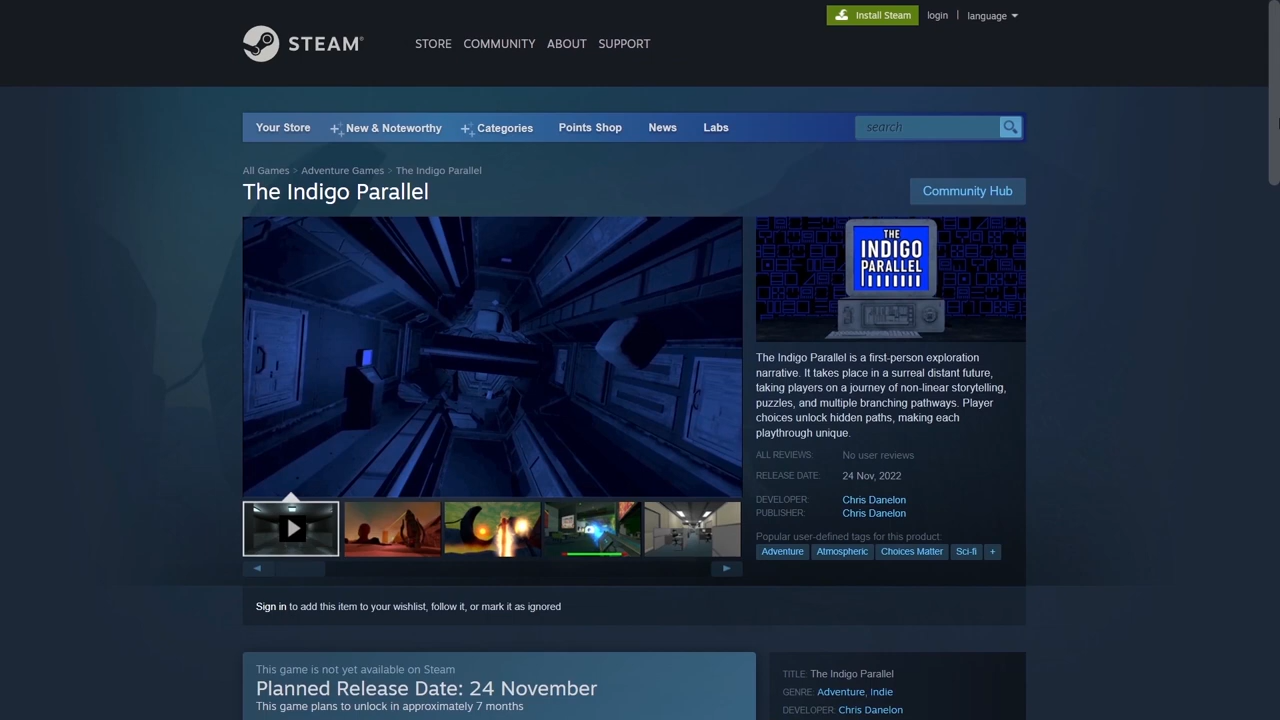 Install Steam
login
language
STEAM®
STORE COMMUNITY ABOUT SUPPORT
Your Store New & Noteworthy Categories Points Shop News Labs search
All Games > Adventure Games > The Indigo Parallel
The Indigo Parallel
Community Hub
THE
INDIGO
PARALLEL
The Indigo Parallel is a first-person exploration
narrative. It takes place in a surreal distant future,
taking players on a journey of non-linear storytelling,
puzzles, and multiple branching pathways. Player
choices unlock hidden paths, making each
playthrough unique.
ALL REVIEWS: No user reviews
RELEASE DATE: 24 Nov, 2022
DEVELOPER: Chris Danelon
PUBLISHER: Chris Danelon
Popular user-defined tags for this product:
Adventure Atmospheric Choices Matter Sci-fi +
Sign in to add this item to your wishlist, follow it, or mark it as ignored
This game is not yet available on Steam
Planned Release Date: 24 November
This game plans to unlock in approximately 7 months
TITLE: The Indigo Parallel
GENRE: Adventure, Indie
DEVELOPER: Chris Danelon